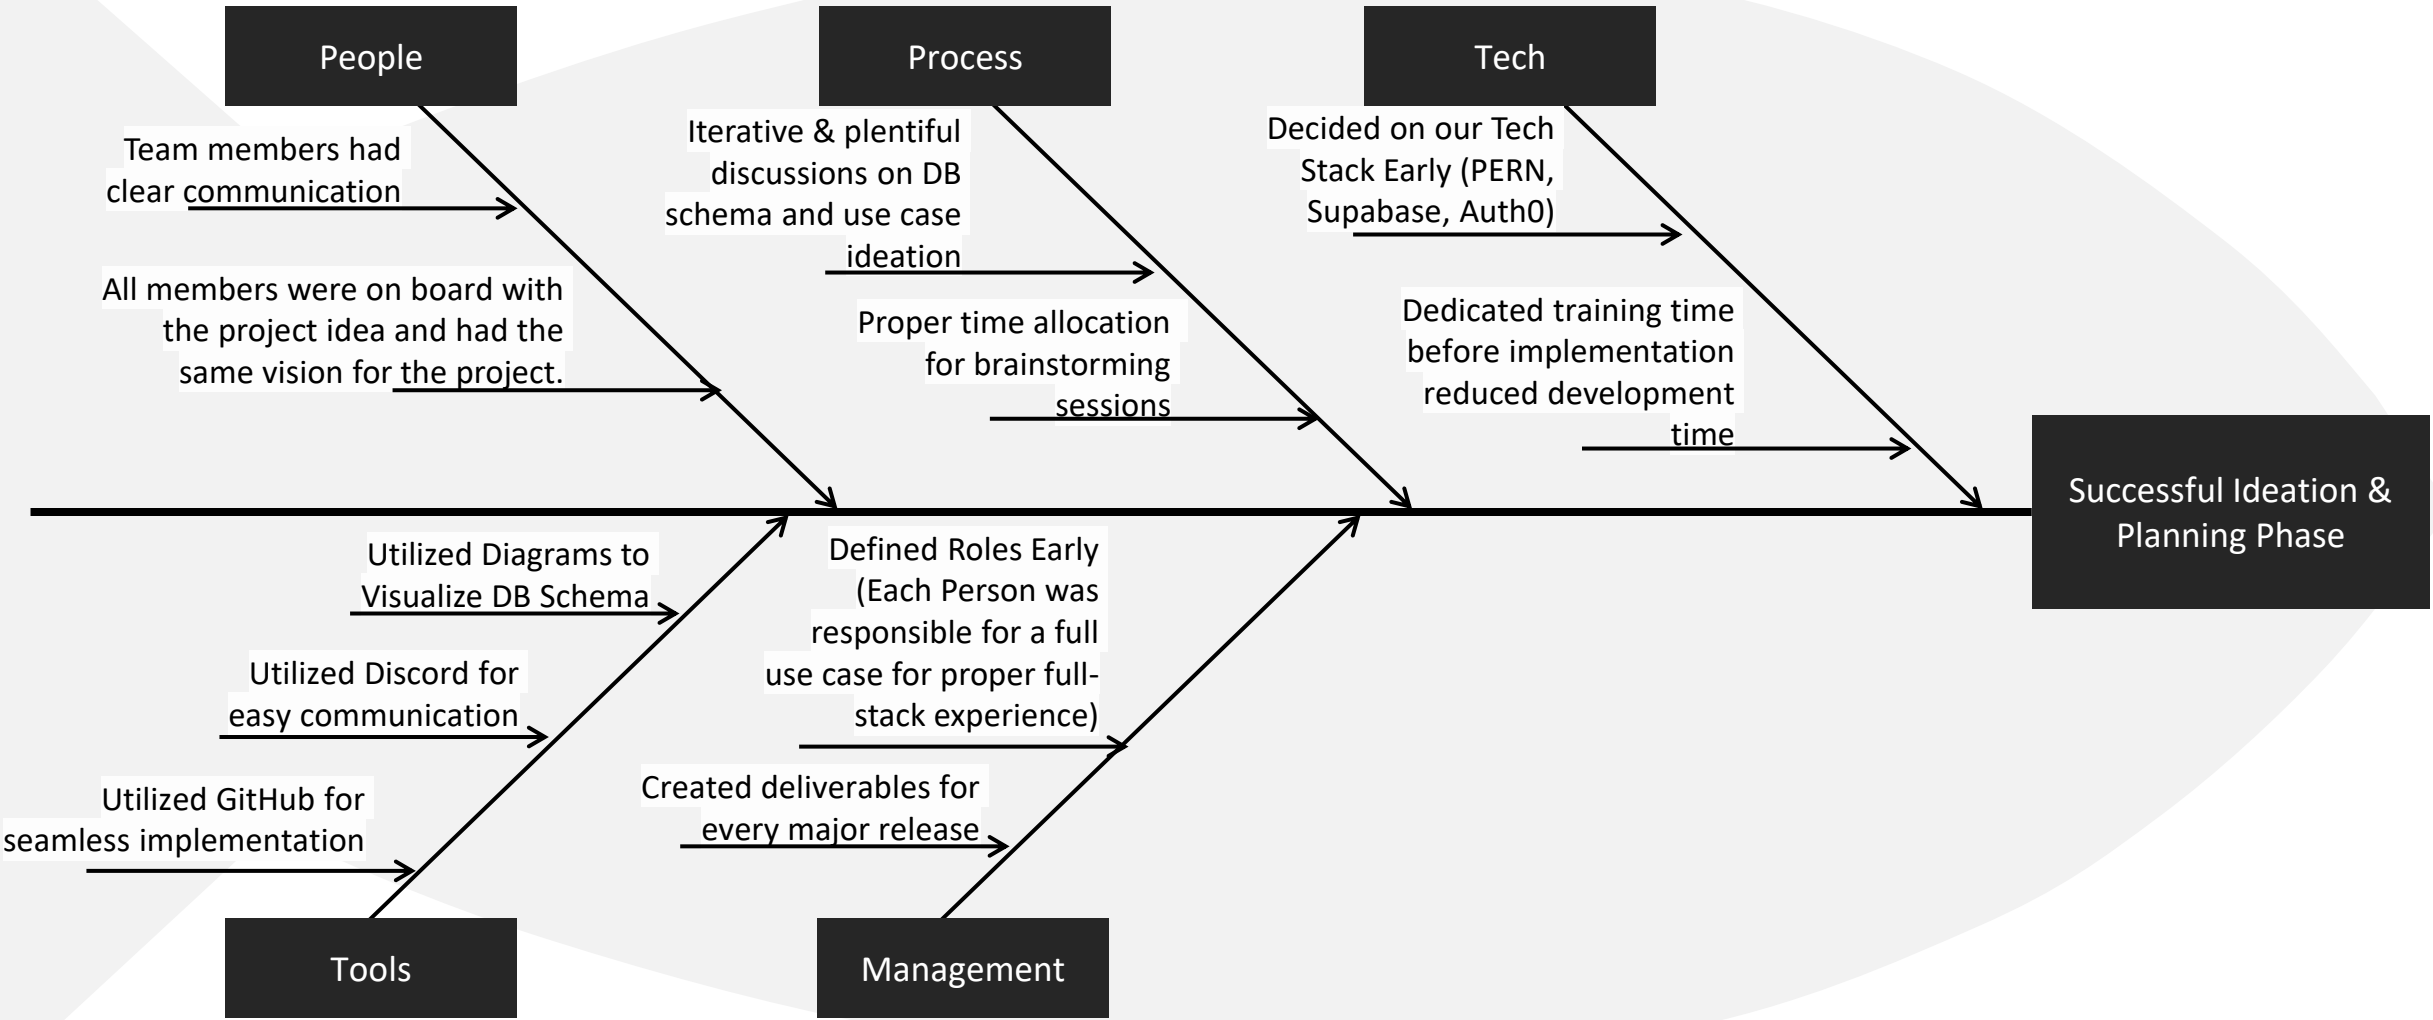 People
Process
Tech
Team members had
clear communication
Iterative & plentiful
discussions on DB
schema and use case
ideation
Decided on our Tech
Stack Early (PERN,
Supabase, Auth0)
All members were on board with
the project idea and had the
same vision for the project.
Proper time allocation
for brainstorming
sessions
Dedicated training time
before implementation
reduced development
time
Successful Ideation &
Planning Phase
Utilized Diagrams to
Visualize DB Schema
Defined Roles Early
(Each Person was
responsible for a full
use case for proper full-
stack experience)
Utilized Discord for
easy communication
Utilized GitHub for
seamless implementation
Created deliverables for
every major release
Tools
Management